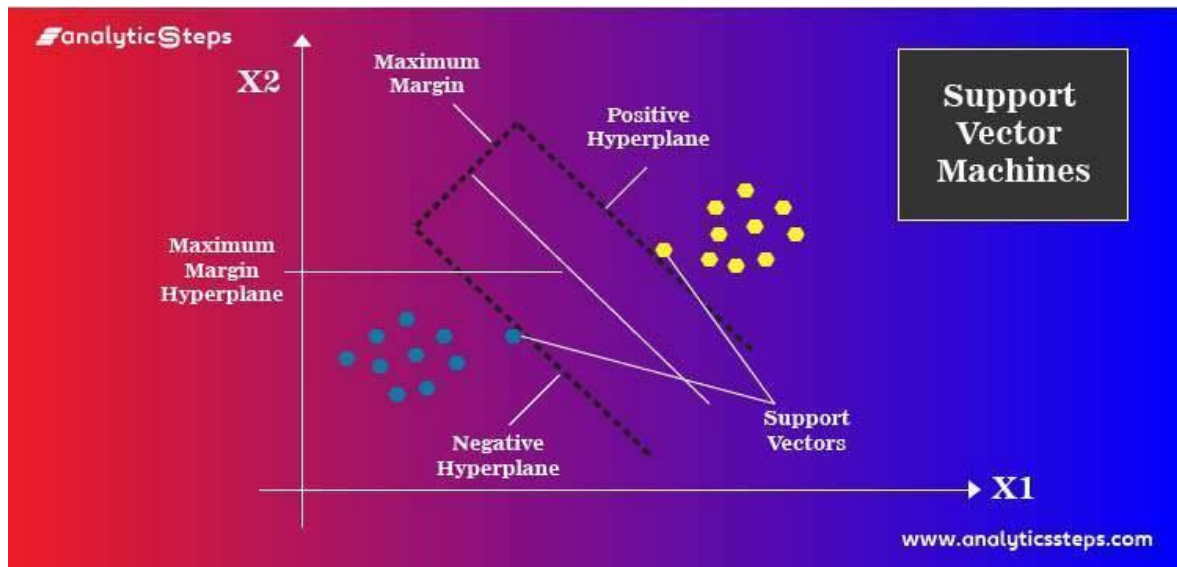 analyticSteps
X2
Maximum
Margin
Positive
Hyperplane
Support
Vector
Machines
Maximum
Margin
Hyperplane
Negative
Hyperplane
Support
Vectors
X1
www.analyticssteps.com